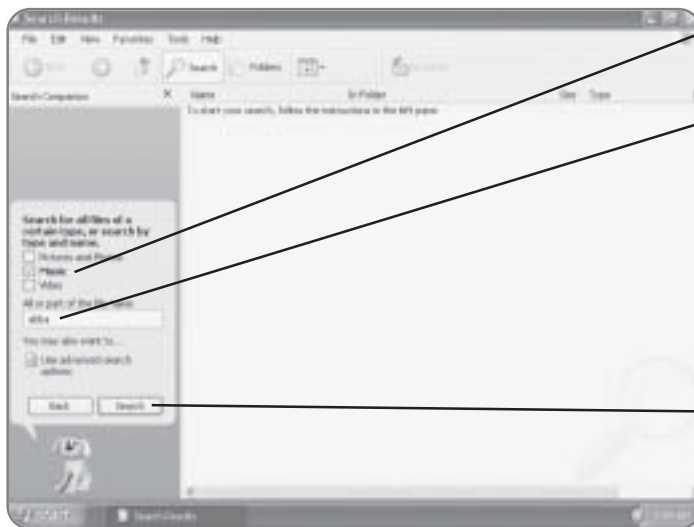 Search Results
File Edit View Favorites Tools Help
Search Folders
Search Companion Name In Folder Size Type
To start your search, follow the instructions in the left pane.
Search for all files of a
certain type, or search by
type and name.
Pictures and Photos
Music
Video
All or part of the file name
You may also want to...
Use advanced search
options
Back Search
start Search Results